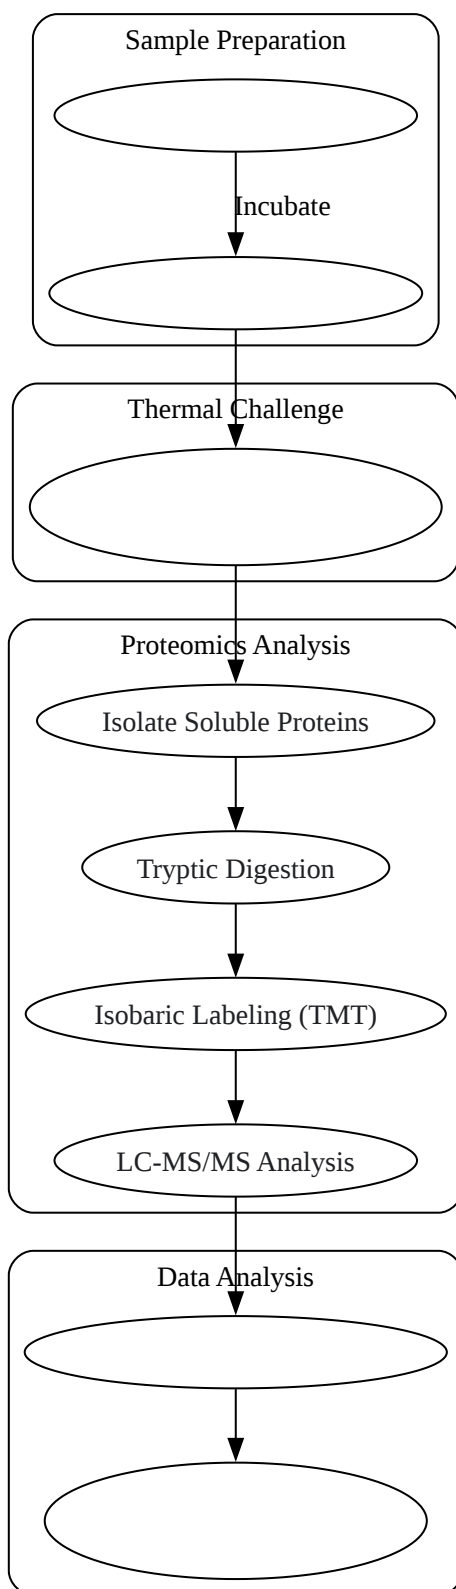 Sample Preparation
Incubate
Thermal Challenge
Proteomics Analysis
Isolate Soluble Proteins
Tryptic Digestion
Isobaric Labeling (TMT)
LC-MS/MS Analysis
Data Analysis